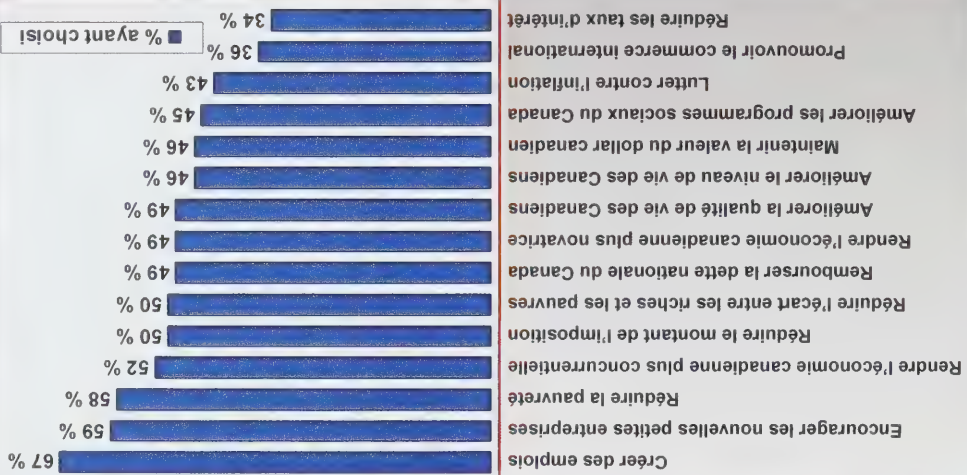 Créer des emplois 67 %
Encourager les nouvelles petites entreprises 59 %
Réduire la pauvreté 58 %
Rendre l'économie canadienne plus concurrentielle 52 %
Réduire le montant de l'imposition 50 %
Réduire l'écart entre les riches et les pauvres 50 %
Rembourser la dette nationale du Canada 49 %
Rendre l'économie canadienne plus novatrice 49 %
Améliorer la qualité de vie des Canadiens 49 %
Améliorer le niveau de vie des Canadiens 46 %
Maintenir la valeur du dollar canadien 46 %
Améliorer les programmes sociaux du Canada 45 %
Lutter contre l'inflation 43 %
Promouvoir le commerce international 36 %
Réduire les taux d'intérêt 34 %
% ayant choisi